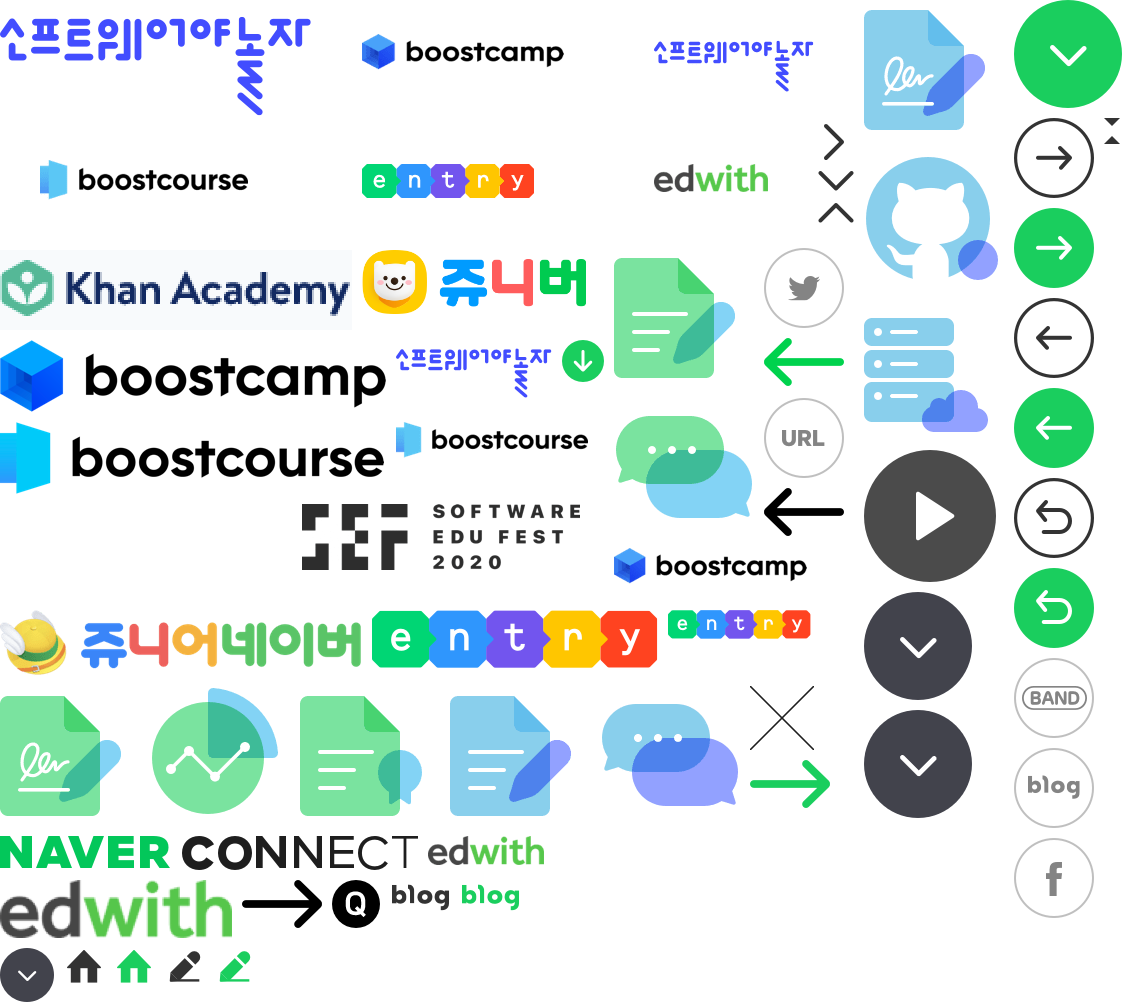 소프트웨어야 놀자
boostcamp
소프트웨어야 놀자
boostcourse
entry
edwith
Khan Academy
쥬니버
boostcamp
소프트웨어야 놀자
URL
boostcourse
boostcourse
SEF
SOFTWARE
EDU FEST
2020
boostcamp
쥬니어네이버
entry
entry
BAND
blog
NAVER CONNECT
edwith
f
edwith
Q
blog
blog